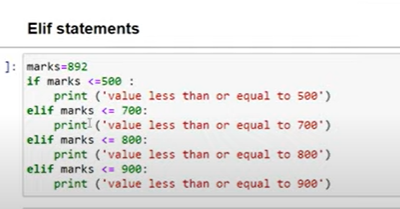 Elif statements
]: marks=892
if marks <=500 :
    print ('value less than or equal to 500')
elif marks <= 700:
    print ('value less than or equal to 700')
elif marks <= 800:
    print ('value less than or equal to 800')
elif marks <= 900:
    print ('value less than or equal to 900')